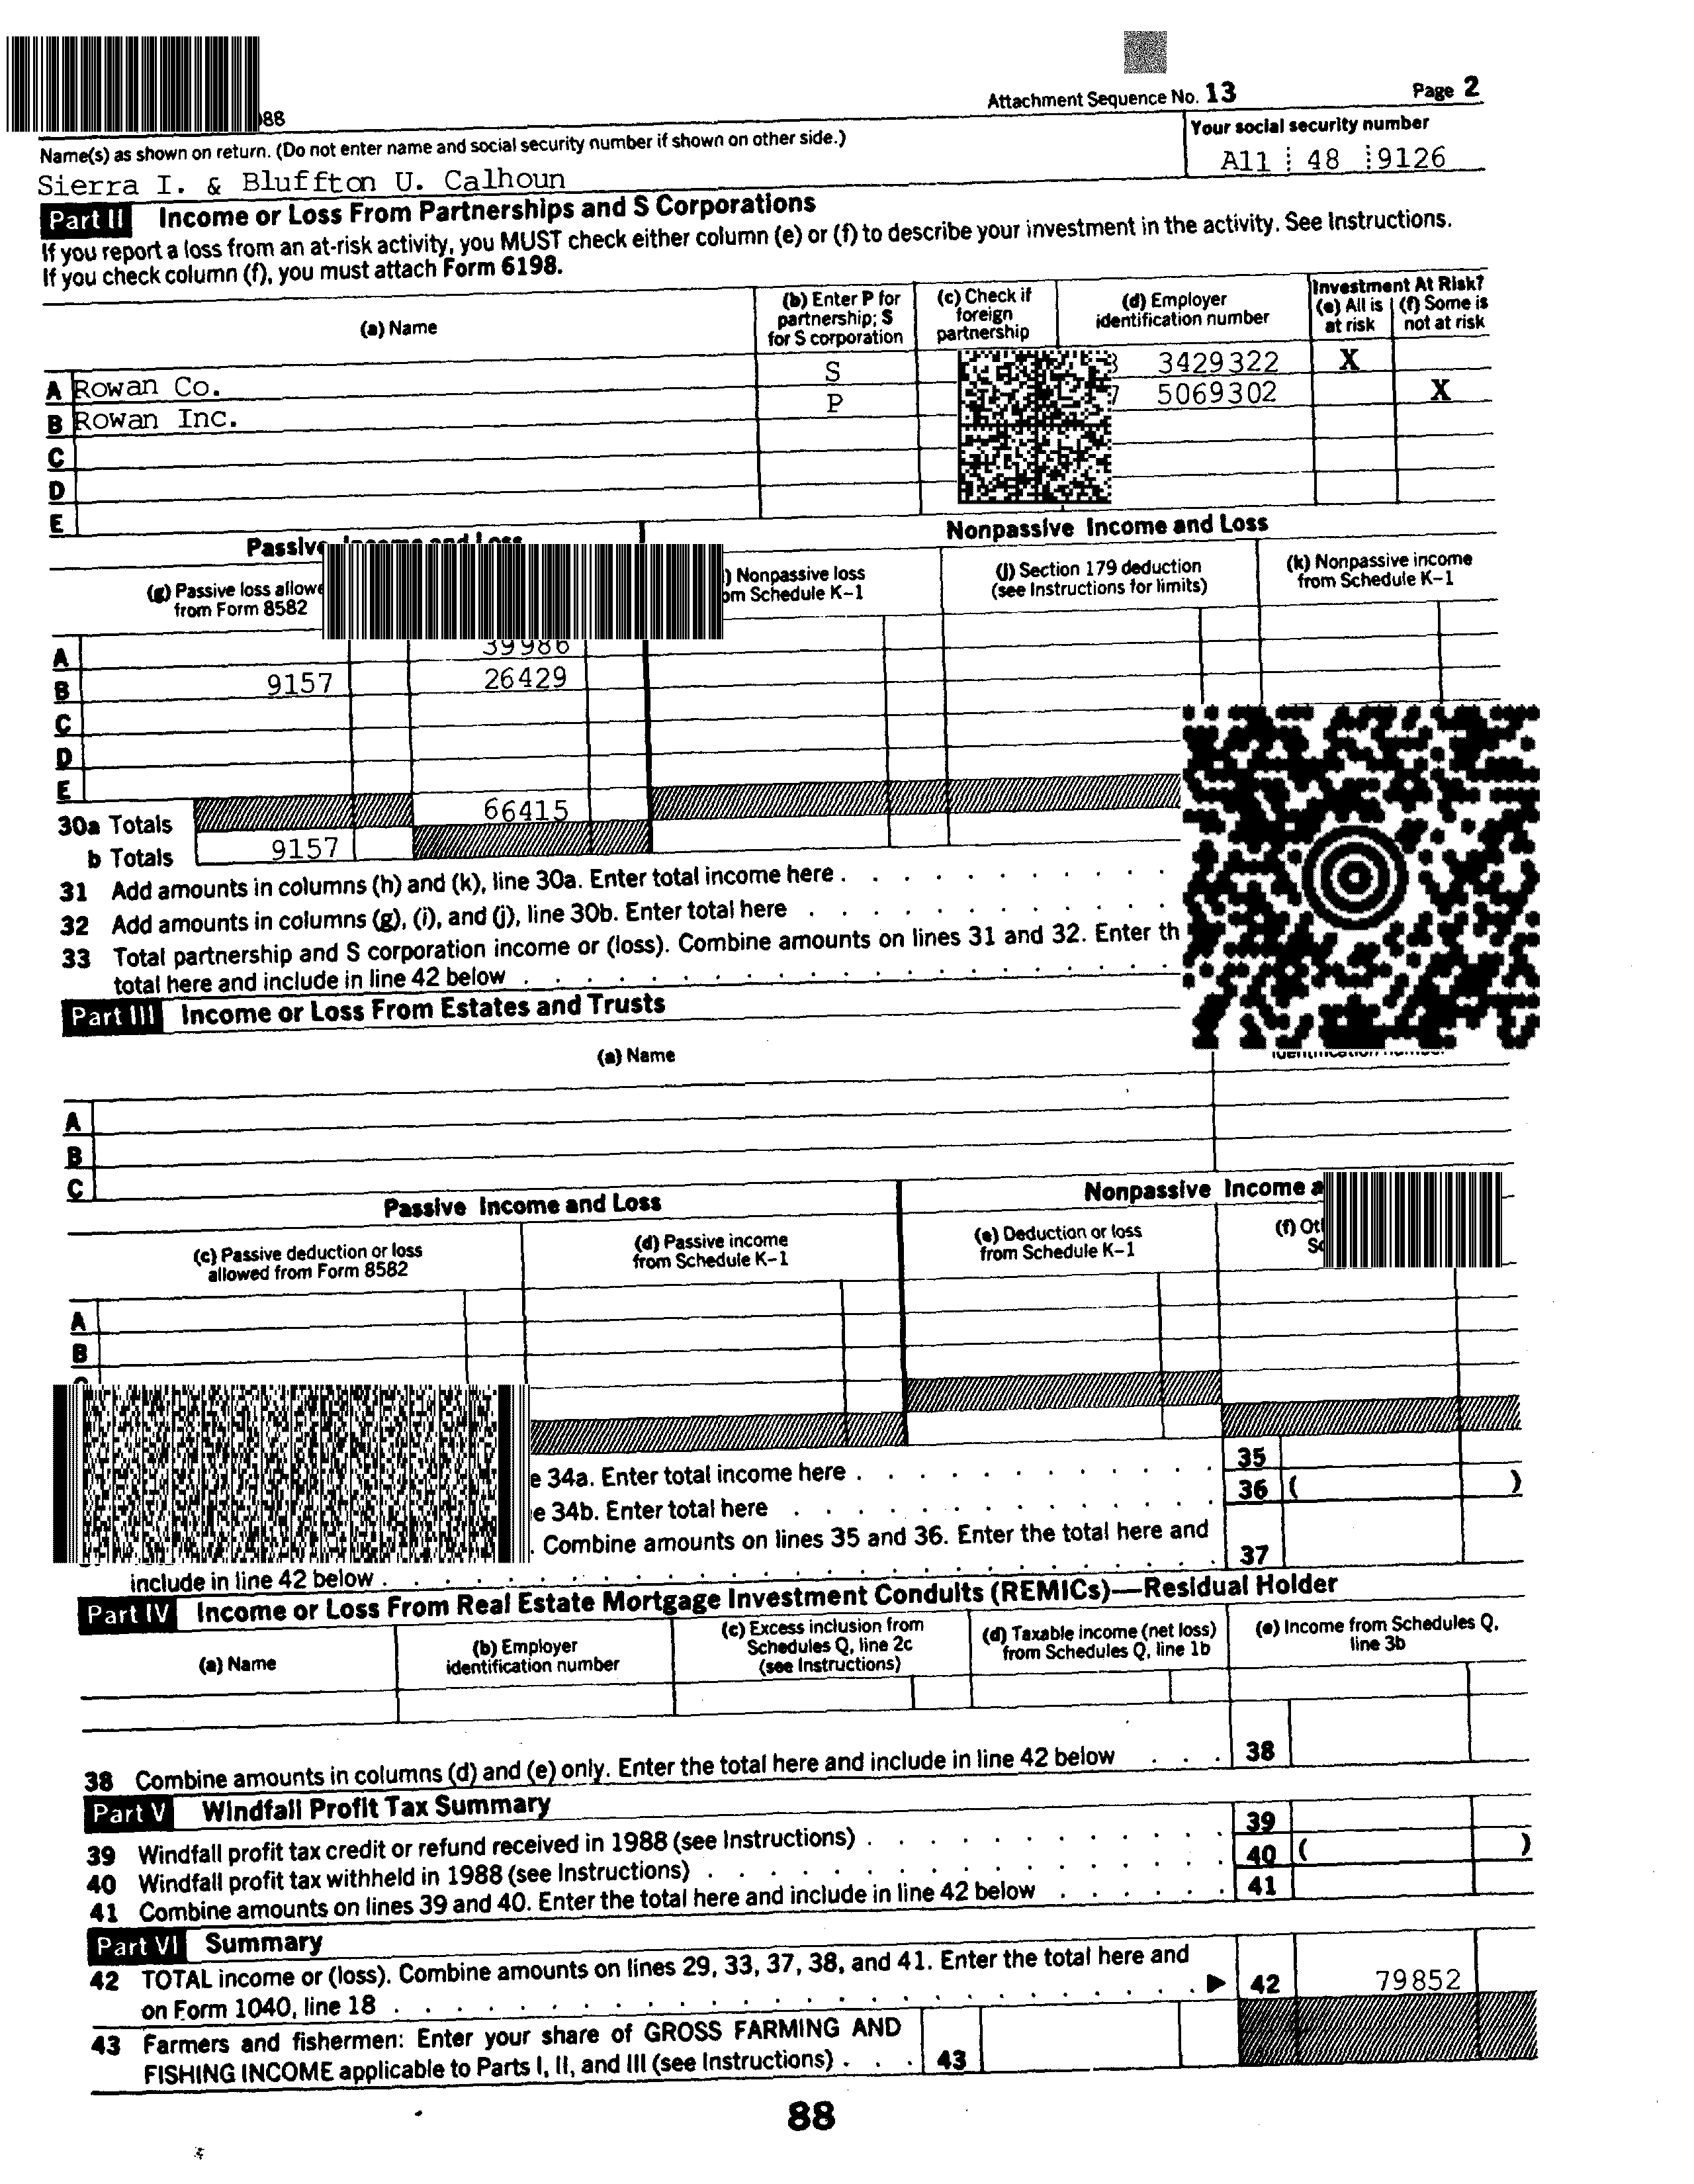 Attachment Sequence No. 13 Page 2
88
Name(s) as shown on return. (Do not enter name and social security number if shown on other side.)
Your social security number
Sierra I. & Bluffton U. Calhoun
A11 48 9126
Part II Income or Loss From Partnerships and S Corporations
If you report a loss from an at-risk activity, you MUST check either column (e) or (f) to describe your investment in the activity. See Instructions.
If you check column (f), you must attach Form 6198.
(a) Name
(b) Enter P for partnership; S for S corporation
(c) Check if foreign partnership
(d) Employer identification number
Investment At Risk?
(e) All is at risk
(f) Some is not at risk
A Rowan Co. S 3429322 X
B Rowan Inc. P 5069302 X
C
D
E
Nonpassive Income and Loss
(g) Passive loss
from Form 8582
Nonpassive loss
Schedule K-1
(j) Section 179 deduction (see Instructions for limits)
(k) Nonpassive income from Schedule K-1
A 39986
B 9157 26429
C
D
E
30a Totals 66415
b Totals 9157
31 Add amounts in columns (h) and (k), line 30a. Enter total income here
32 Add amounts in columns (g), (i), and (j), line 30b. Enter total here
33 Total partnership and S corporation income or (loss). Combine amounts on lines 31 and 32. Enter
total here and include in line 42 below
Part III Income or Loss From Estates and Trusts
(a) Name
A
B
C
Passive Income and Loss
Nonpassive Income
(c) Passive deduction or loss allowed from Form 8582
(d) Passive income from Schedule K-1
(e) Deduction or loss from Schedule K-1
(f)
A
B
34a. Enter total income here 35
34b. Enter total here 36 ( )
Combine amounts on lines 35 and 36. Enter the total here and
include in line 42 below 37
Part IV Income or Loss From Real Estate Mortgage Investment Conduits (REMICs)—Residual Holder
(a) Name
(b) Employer identification number
(c) Excess inclusion from Schedules Q, line 2c (see Instructions)
(d) Taxable income (net loss) from Schedules Q, line 1b
(e) Income from Schedules Q, line 3b
38 Combine amounts in columns (d) and (e) only. Enter the total here and include in line 42 below 38
Part V Windfall Profit Tax Summary
39 Windfall profit tax credit or refund received in 1988 (see Instructions) 39
40 Windfall profit tax withheld in 1988 (see Instructions) 40 ( )
41 Combine amounts on lines 39 and 40. Enter the total here and include in line 42 below 41
Part VI Summary
42 TOTAL income or (loss). Combine amounts on lines 29, 33, 37, 38, and 41. Enter the total here and
on Form 1040, line 18 42 79852
43 Farmers and fishermen: Enter your share of GROSS FARMING AND
FISHING INCOME applicable to Parts I, II, and III (see Instructions) 43
88